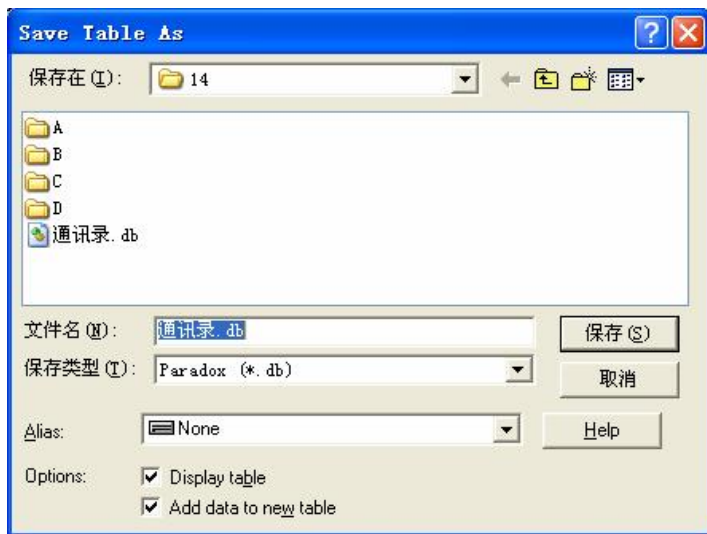 Save Table As
保存在(I):
14
A
B
C
D
通讯录.db
文件名(N):
通讯录.db
保存(S)
保存类型(T):
Paradox (*.db)
取消
Alias:
None
Help
Options:
Display table
Add data to new table